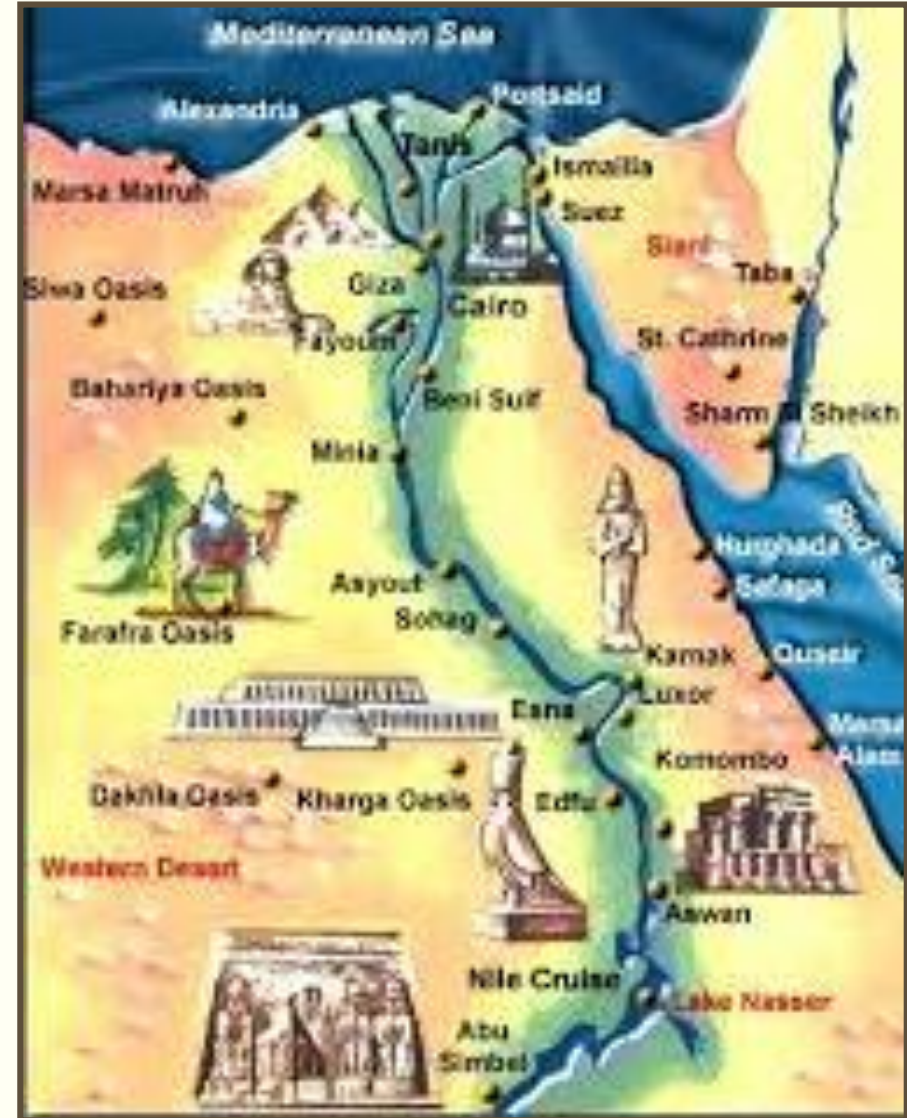 Mediterranean Sea
Alexandria
Portsaid
Tanis
Ismailia
Marsa Matruh
Suez
Siani
Siwa Oasis
Giza
Taba
Cairo
Fayoum
St. Cathrine
Bahariya Oasis
Beni Suif
Sharm El Sheikh
Minia
Hurghada
Asyout
Safaga
Sohag
Farafra Oasis
Karnak
Quseir
Luxor
Esna
Marsa
Alam
Komombo
Dakhla Oasis
Kharga Oasis
Edfu
Western Desert
Aswan
Nile Cruise
Lake Nasser
Abu
Simbel